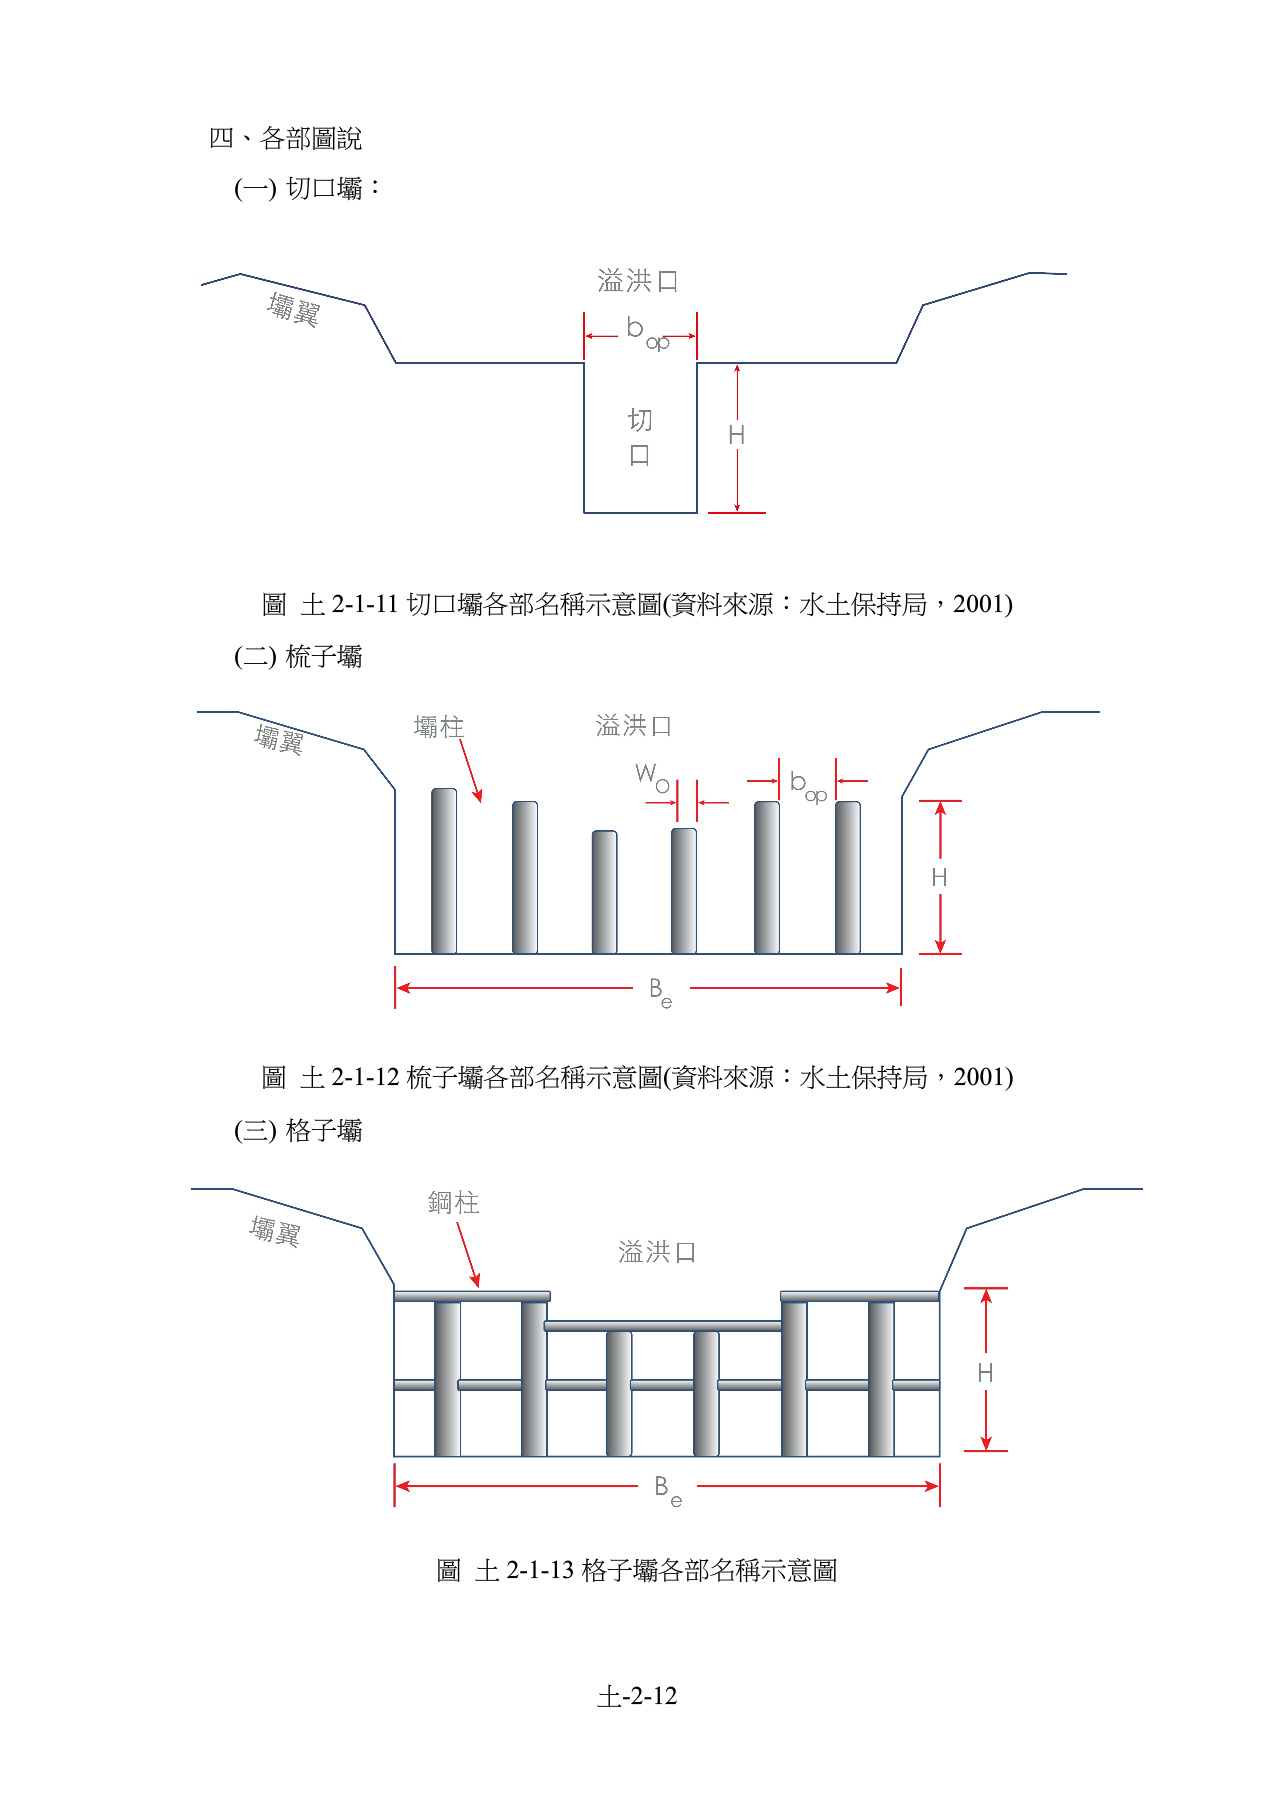 四、各部圖說
(一) 切口壩：
溢洪口
壩翼
b op
切
口
H
圖 土 2-1-11 切口壩各部名稱示意圖(資料來源：水土保持局，2001)
(二) 梳子壩
壩柱
溢洪口
壩翼
W O
b op
H
B e
圖 土 2-1-12 梳子壩各部名稱示意圖(資料來源：水土保持局，2001)
(三) 格子壩
鋼柱
壩翼
溢洪口
H
B e
圖 土 2-1-13 格子壩各部名稱示意圖
土-2-12